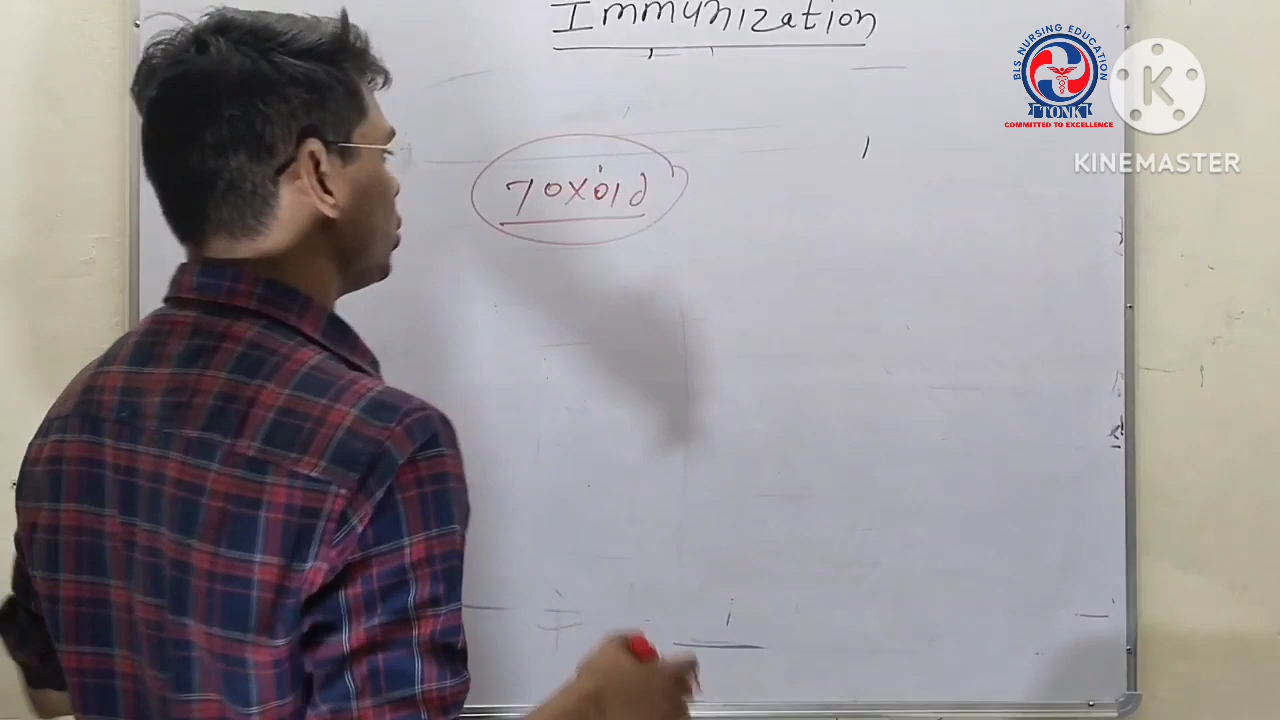 Immunization
Toxoid
BLS NURSING EDUCATION
TONK
COMMITTED TO EXCELLENCE
K
KINEMASTER